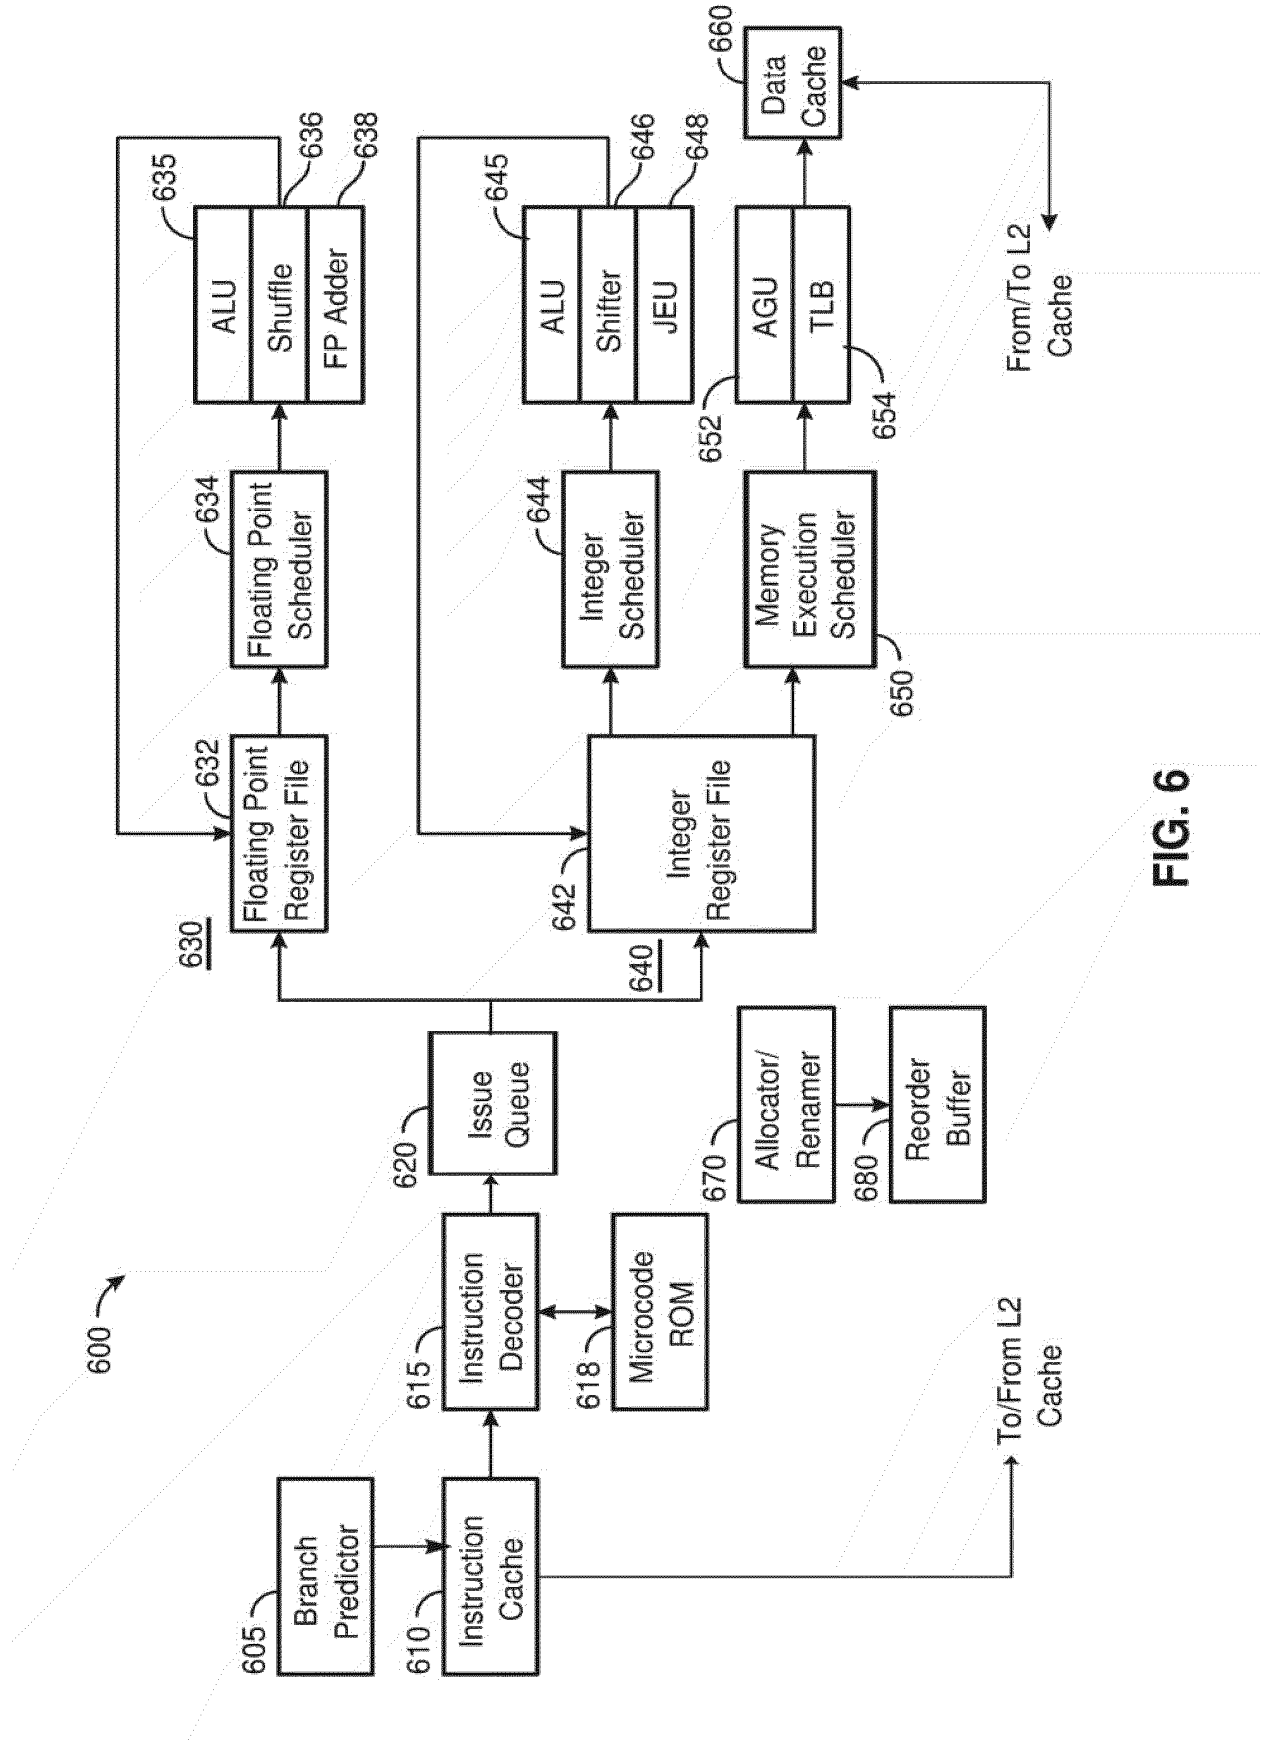 600
605
Branch
Predictor
610
Instruction
Cache
To/From L2
Cache
615
Instruction
Decoder
618
Microcode
ROM
620
Issue
Queue
670
Allocator/
Renamer
680
Reorder
Buffer
630
632
Floating Point
Register File
634
Floating Point
Scheduler
635
ALU
636
Shuffle
638
FP Adder
640
642
Integer
Register File
644
Integer
Scheduler
645
ALU
646
Shifter
648
JEU
650
Memory
Execution
Scheduler
652
AGU
654
TLB
660
Data
Cache
From/To L2
Cache
FIG. 6